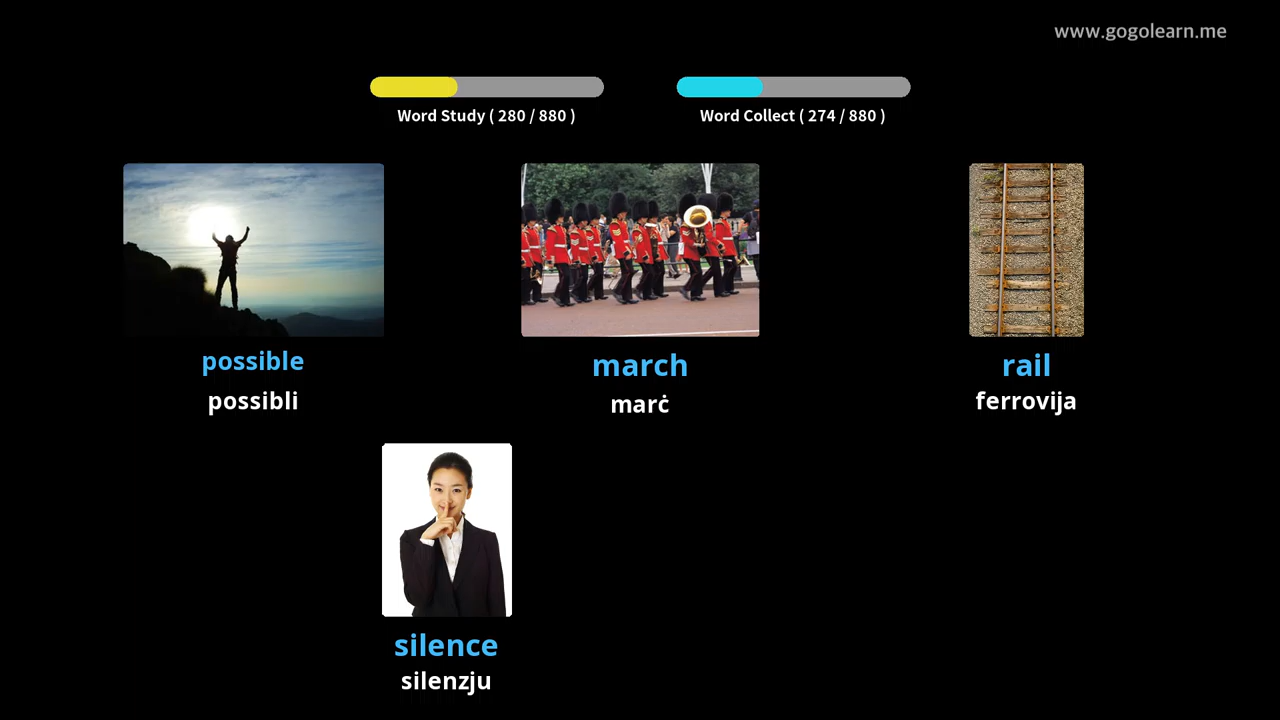 www.gogolearn.me
Word Study ( 280 / 880 )
Word Collect ( 274 / 880 )
possible
possibli
march
marċ
rail
ferrovija
silence
silenzju